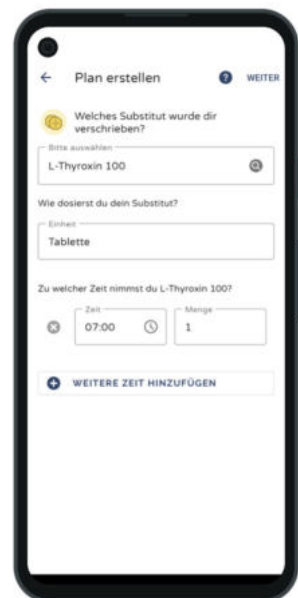 Plan erstellen
?
WEITER
Welches Substitut wurde dir
verschrieben?
Bitte auswählen
L-Thyroxin 100
Wie dosierst du dein Substitut?
Einheit
Tablette
Zu welcher Zeit nimmst du L-Thyroxin 100?
Zeit
07:00
Menge
1
WEITERE ZEIT HINZUFÜGEN